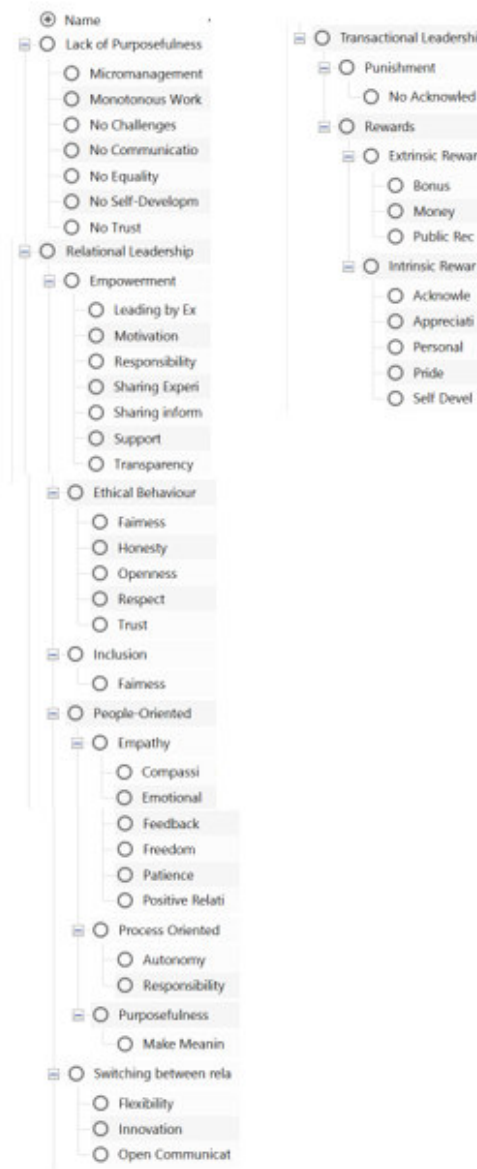 Name
Lack of Purposefulness
Micromanagement
Monotonous Work
No Challenges
No Communicatio
No Equality
No Self-Developm
No Trust
Relational Leadership
Empowerment
Leading by Ex
Motivation
Responsibility
Sharing Experi
Sharing inform
Support
Transparency
Ethical Behaviour
Fairness
Honesty
Openness
Respect
Trust
Inclusion
Fairness
People-Oriented
Empathy
Compassi
Emotional
Feedback
Freedom
Patience
Positive Relati
Process Oriented
Autonomy
Responsibility
Purposefulness
Make Meanin
Switching between rela
Flexibility
Innovation
Open Communicat
Transactional Leadershi
Punishment
No Acknowled
Rewards
Extrinsic Rewar
Bonus
Money
Public Rec
Intrinsic Rewar
Acknowle
Appreciati
Personal
Pride
Self Devel